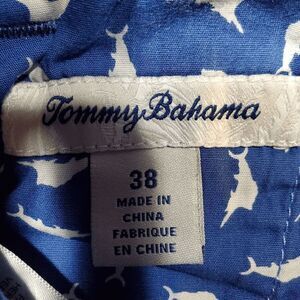 Tommy Bahama
38
MADE IN
CHINA
FABRIQUE
EN CHINE